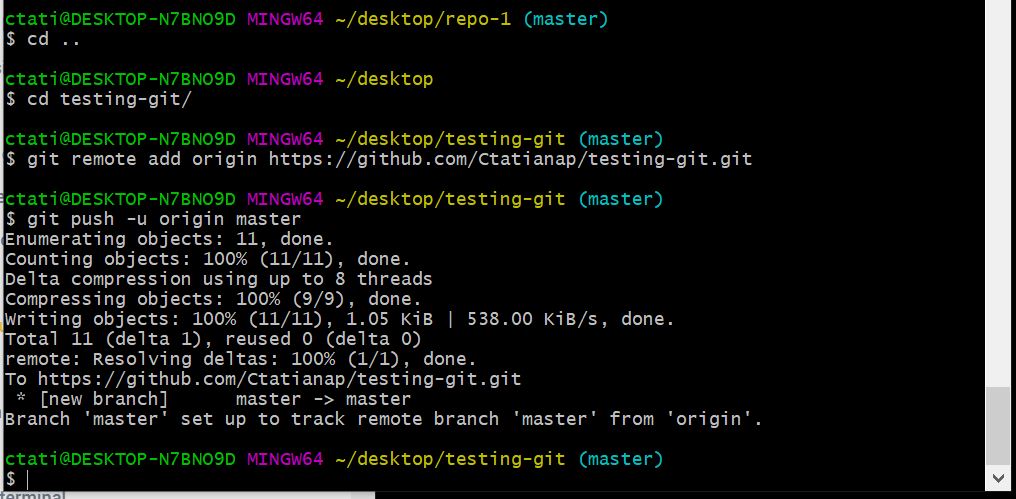 ctati@DESKTOP-N7BNO9D MINGW64 ~/desktop/repo-1 (master)
$ cd ..
ctati@DESKTOP-N7BNO9D MINGW64 ~/desktop
$ cd testing-git/
ctati@DESKTOP-N7BNO9D MINGW64 ~/desktop/testing-git (master)
$ git remote add origin https://github.com/Ctatianap/testing-git.git
ctati@DESKTOP-N7BNO9D MINGW64 ~/desktop/testing-git (master)
$ git push -u origin master
Enumerating objects: 11, done.
Counting objects: 100% (11/11), done.
Delta compression using up to 8 threads
Compressing objects: 100% (9/9), done.
Writing objects: 100% (11/11), 1.05 KiB | 538.00 KiB/s, done.
Total 11 (delta 1), reused 0 (delta 0)
remote: Resolving deltas: 100% (1/1), done.
To https://github.com/Ctatianap/testing-git.git
 * [new branch]      master -> master
Branch 'master' set up to track remote branch 'master' from 'origin'.
ctati@DESKTOP-N7BNO9D MINGW64 ~/desktop/testing-git (master)
$
terminal